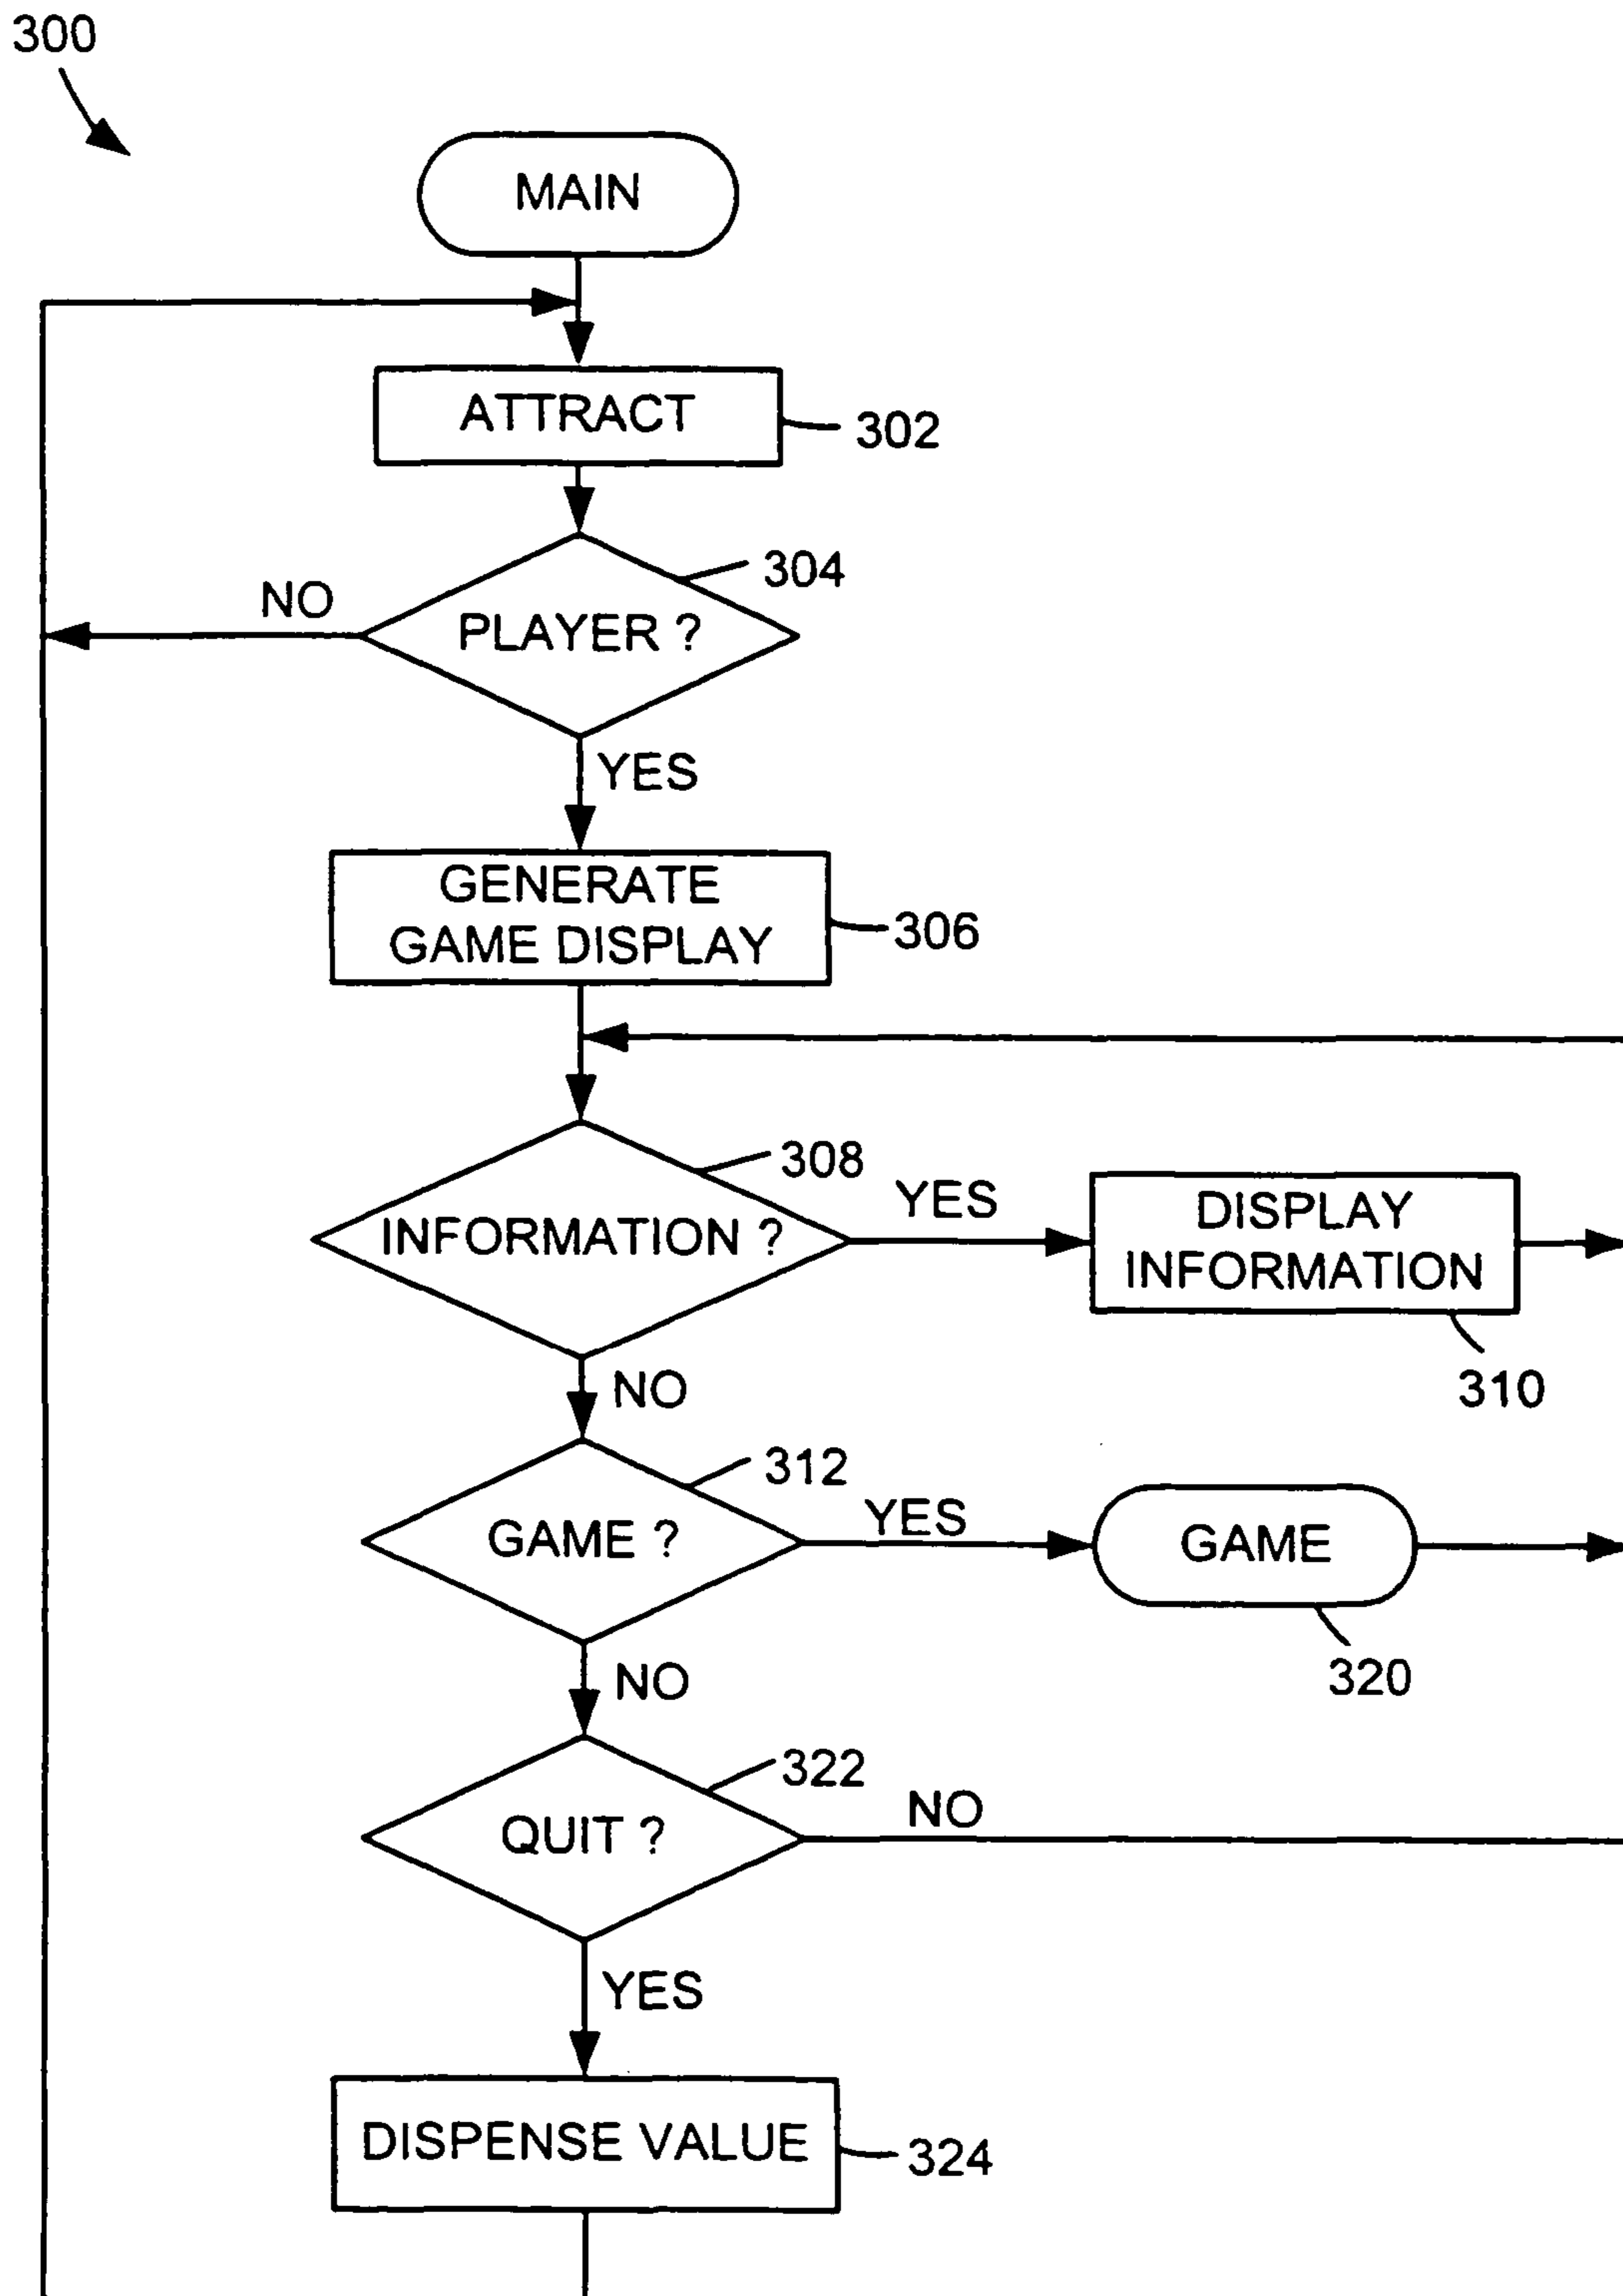 300
MAIN
ATTRACT
302
304
NO
PLAYER ?
YES
GENERATE
GAME DISPLAY
306
308
INFORMATION ?
YES
DISPLAY
INFORMATION
310
NO
312
GAME ?
YES
GAME
320
NO
322
QUIT ?
NO
YES
DISPENSE VALUE
324